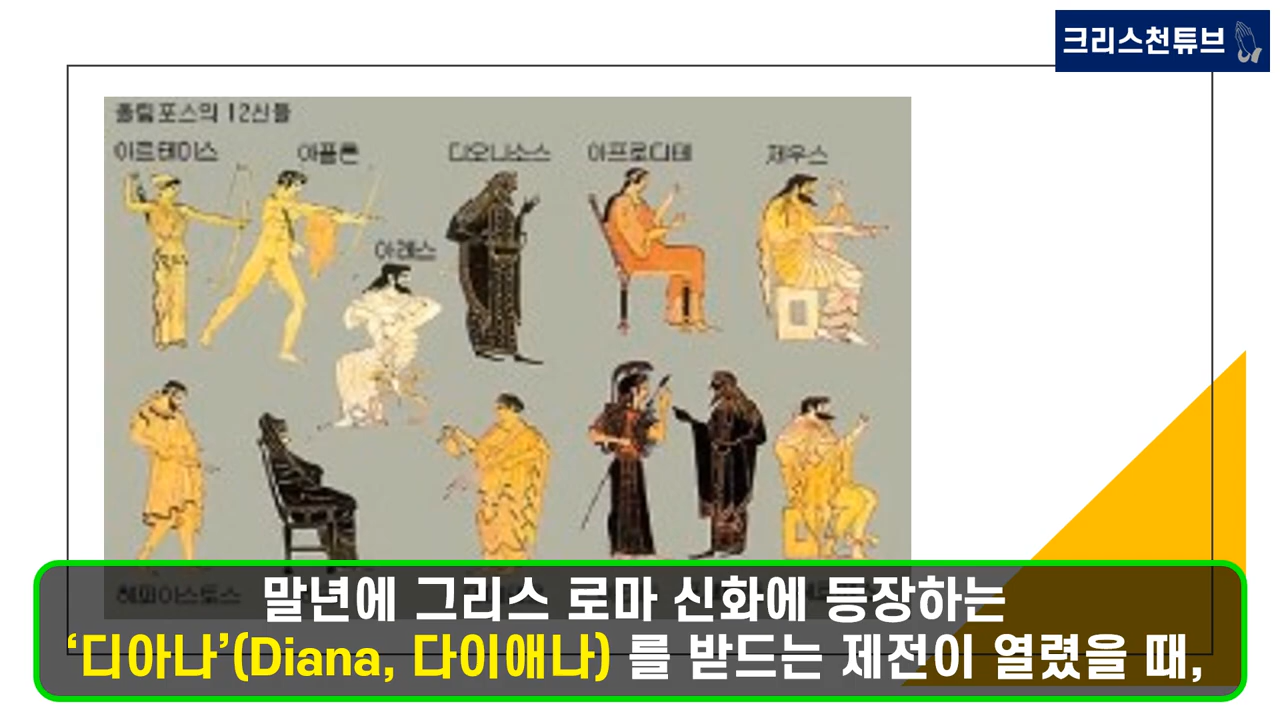 크리스천튜브
올림포스의 12신들
아르테미스 아폴론 디오니소스 아프로디테 제우스
아레스
헤파이스토스
말년에 그리스 로마 신화에 등장하는
‘디아나’(Diana, 다이애나) 를 받드는 제전이 열렸을 때,